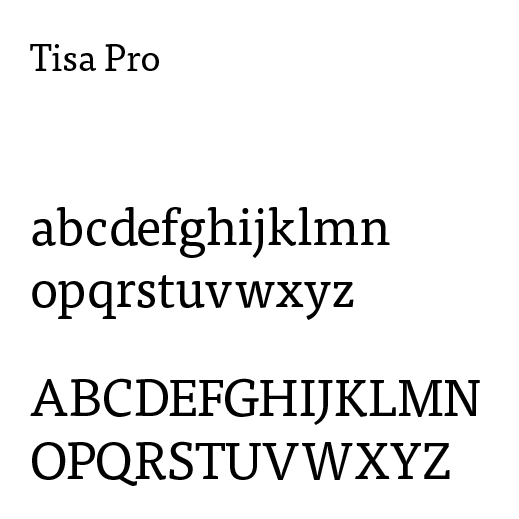 Tisa Pro
abcdefghijklmn
opqrstuvwxyz
ABCDEFGHIJKLMN
OPQRSTUVWXYZ